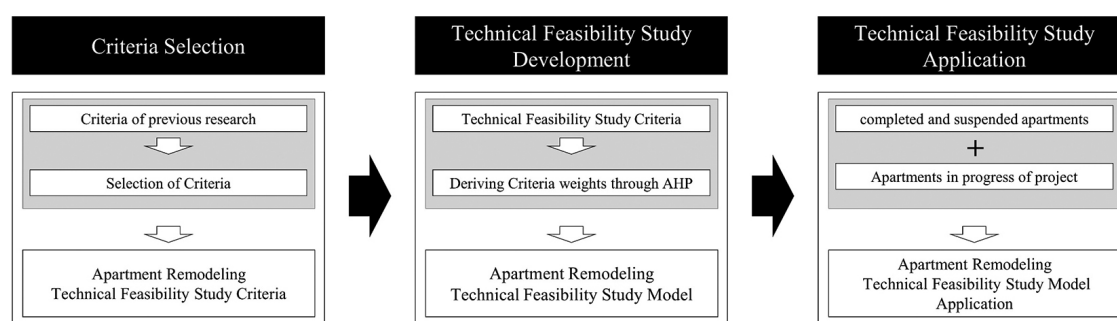 Criteria Selection
Criteria of previous research
Selection of Criteria
Apartment Remodeling
Technical Feasibility Study Criteria
Technical Feasibility Study
Development
Technical Feasibility Study Criteria
Deriving Criteria weights through AHP
Apartment Remodeling
Technical Feasibility Study Model
Technical Feasibility Study
Application
completed and suspended apartments
+
Apartments in progress of project
Apartment Remodeling
Technical Feasibility Study Model
Application